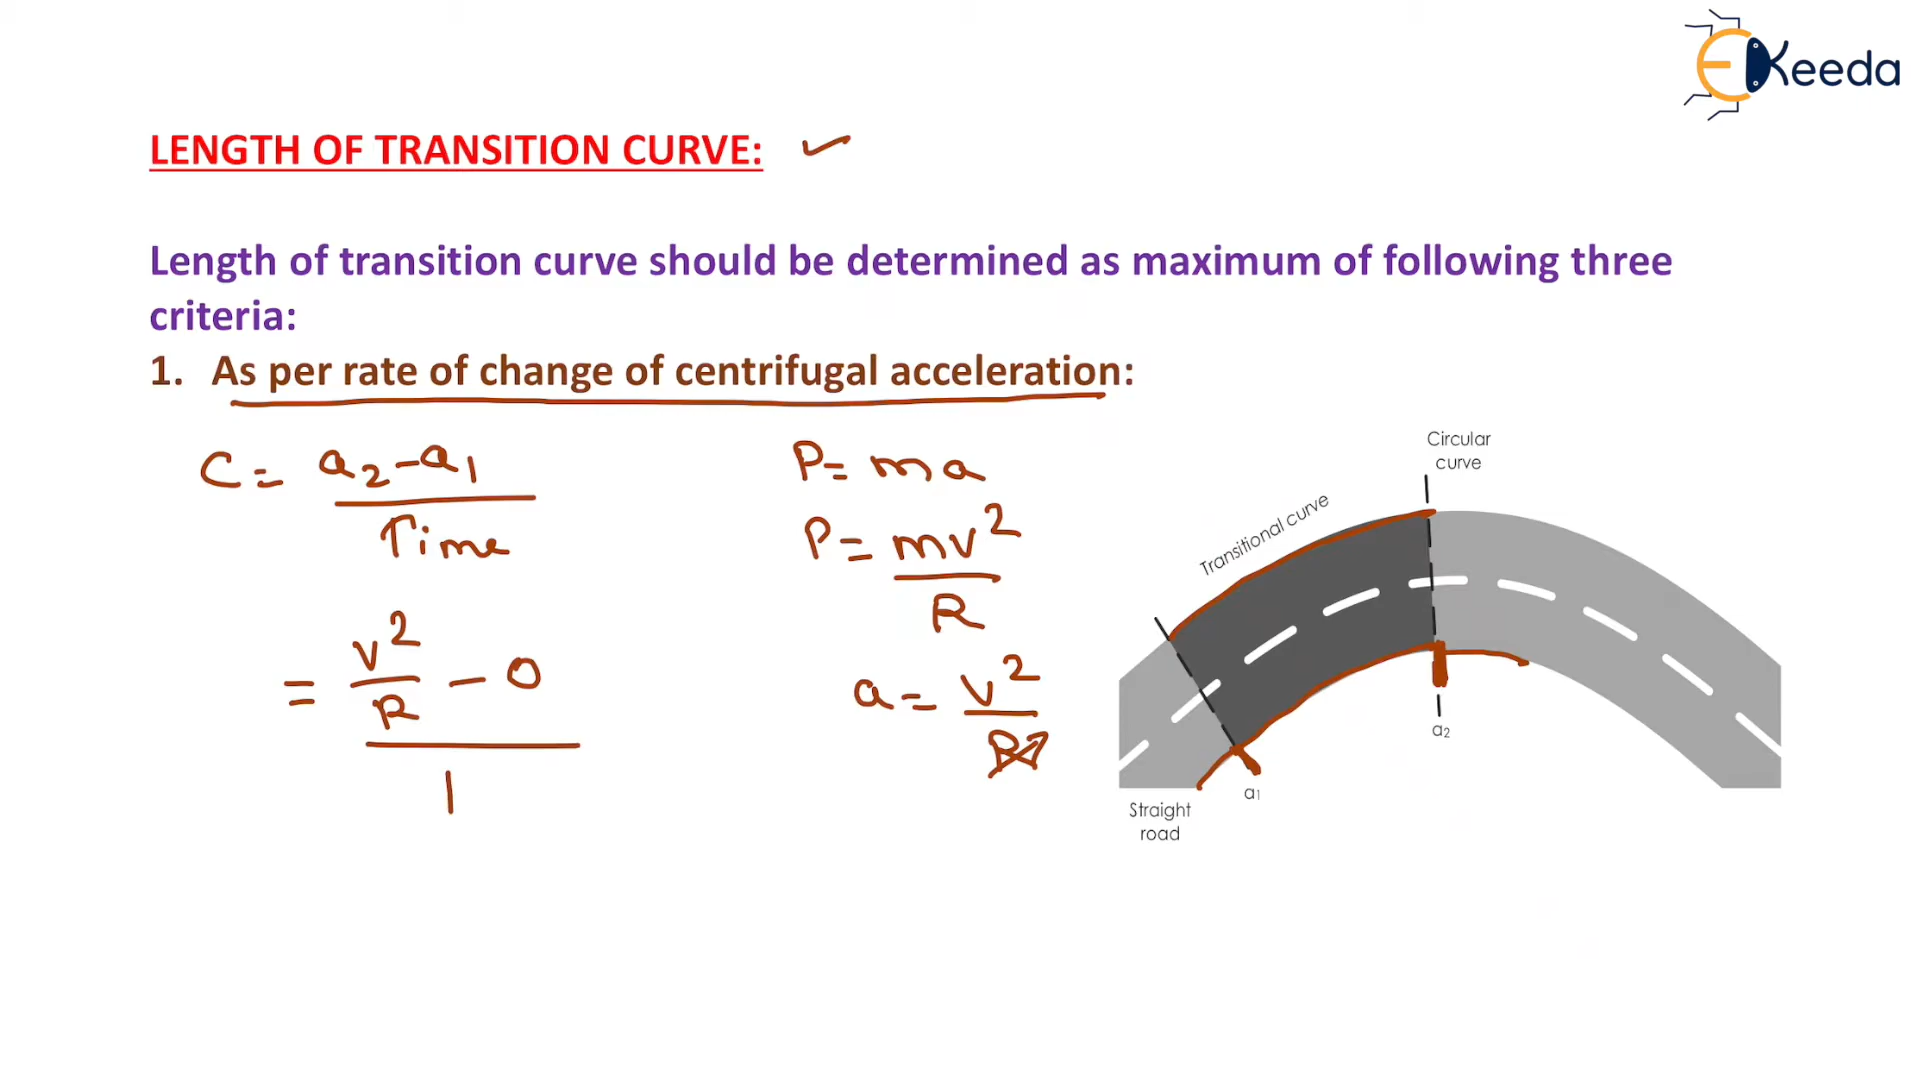 EKeeda
LENGTH OF TRANSITION CURVE:
Length of transition curve should be determined as maximum of following three
criteria:
1. As per rate of change of centrifugal acceleration:
C = a2 - a1
Time
= v2
R - 0
P = ma
P = mv2
R
a = v2
R
Circular
curve
Transitional curve
a2
a1
Straight
road